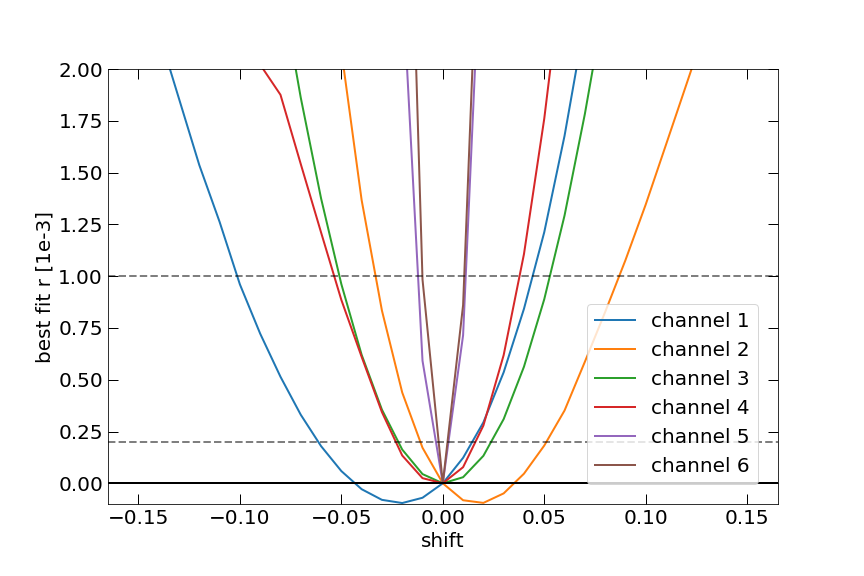 2.00
1.75
1.50
1.25
1.00
0.75
0.50
0.25
0.00
best fit r [1e-3]
−0.15 −0.10 −0.05 0.00 0.05 0.10 0.15
shift
channel 1
channel 2
channel 3
channel 4
channel 5
channel 6